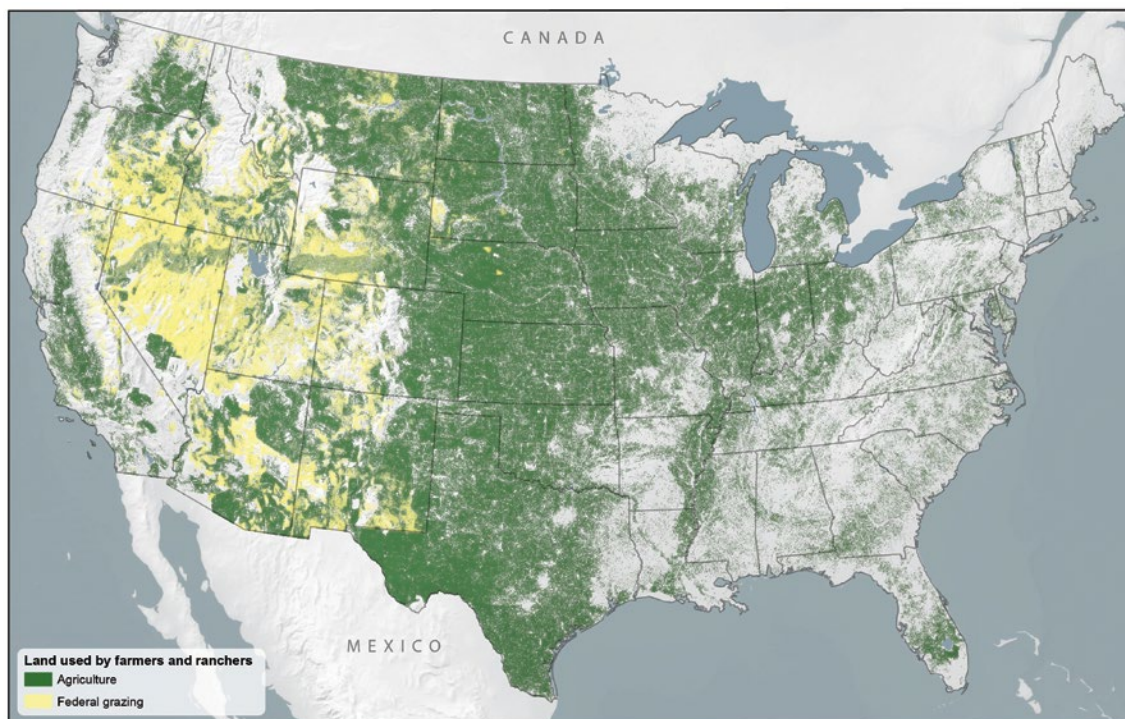 CANADA
MEXICO
Land used by farmers and ranchers
Agriculture
Federal grazing